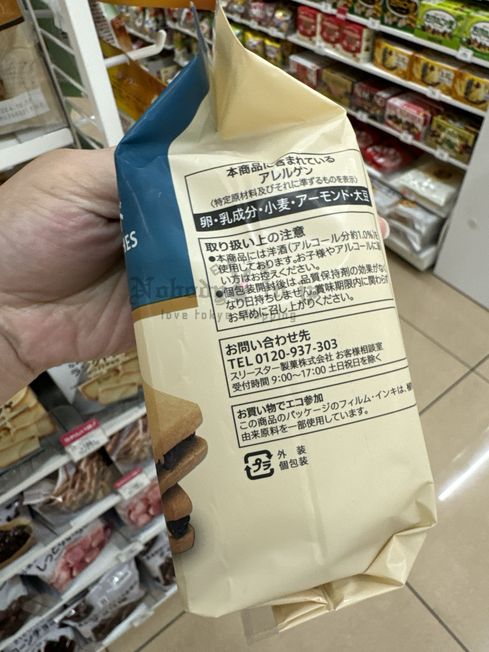 本商品に含まれている
アレルゲン
(特定原材料及びそれに準ずるものを表示)
卵・乳成分・小麦・アーモンド・大豆
取り扱い上の注意
●本商品には洋酒(アルコール分約1.0%)を
使用しております。お子様やアルコールに
い方はお控えください。
●個包装開封後は、品質保持剤の効果がなく
なり日持ちしません。賞味期限内に関わらず
お早めに召し上がりください。
お問い合わせ先
TEL 0120-937-303
スリースター製菓株式会社 お客様相談室
受付時間 9:00~17:00 土日祝日を除く
お買い物でエコ参加
この商品のパッケージのフィルム・インキは、
由来原料を一部使用しています。
プラ
外 装
個包装
ES
love tokyo shopping